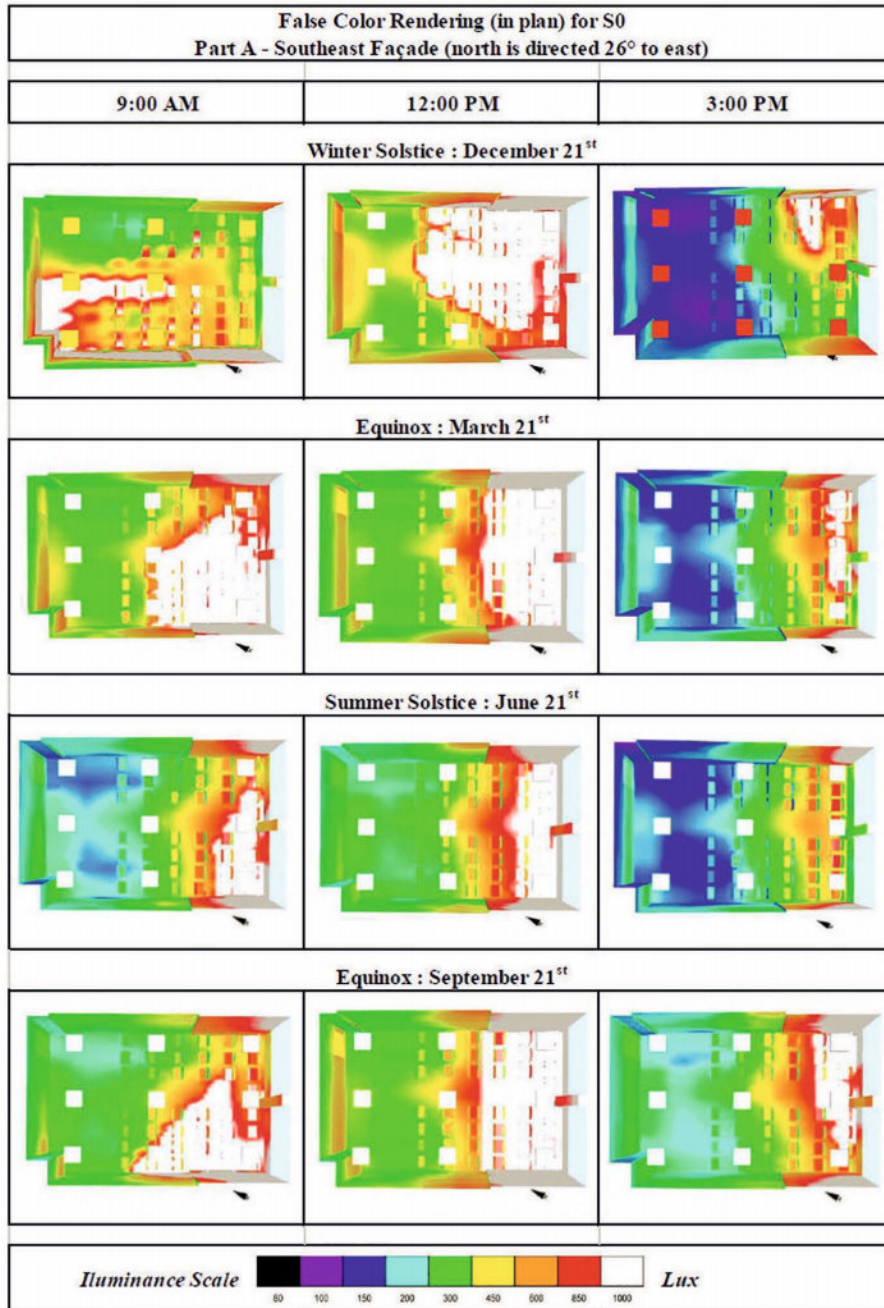 False Color Rendering (in plan) for S0
Part A - Southeast Façade (north is directed 26° to east)
9:00 AM 12:00 PM 3:00 PM
Winter Solstice : December 21st
Equinox : March 21st
Summer Solstice : June 21st
Equinox : September 21st
Iluminance Scale Lux
80 100 150 200 300 450 600 850 1000